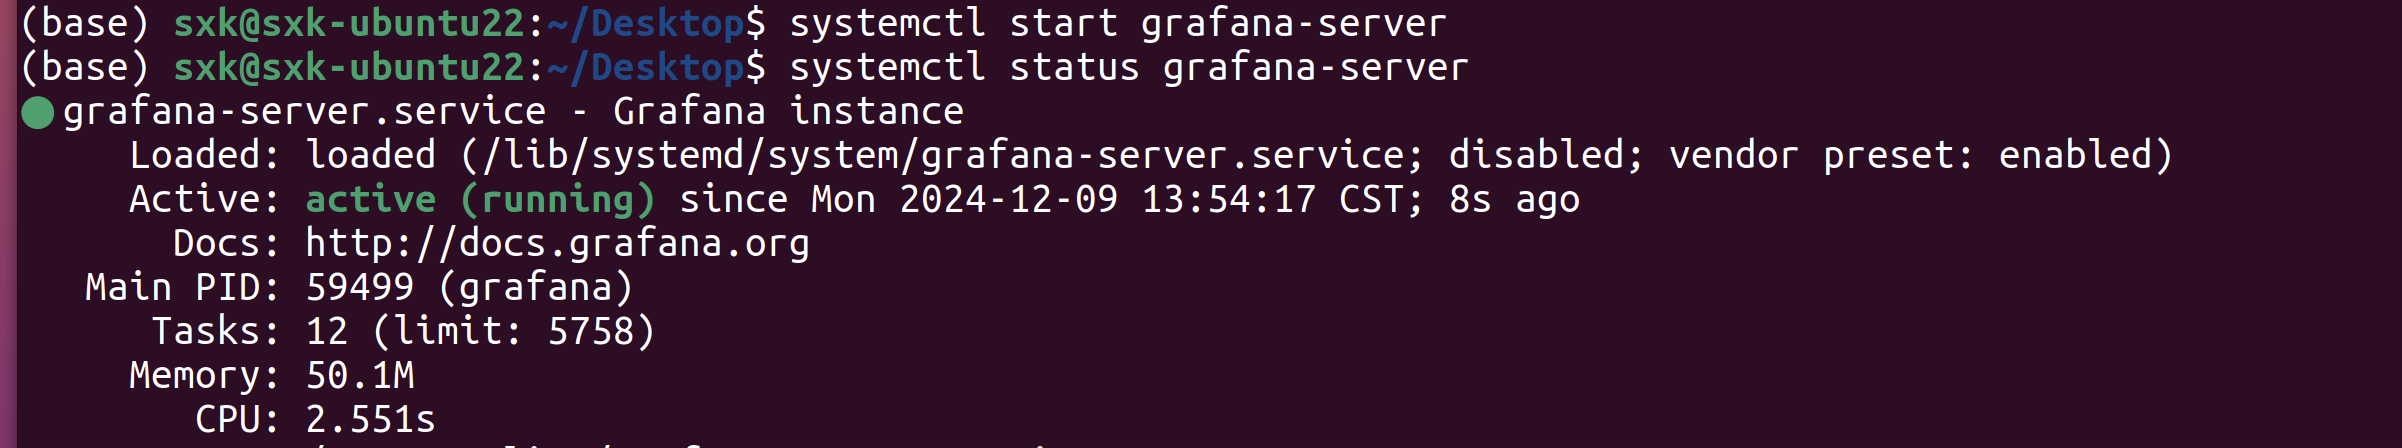 (base) sxk@sxk-ubuntu22:~/Desktop$ systemctl start grafana-server
(base) sxk@sxk-ubuntu22:~/Desktop$ systemctl status grafana-server
● grafana-server.service - Grafana instance
Loaded: loaded (/lib/systemd/system/grafana-server.service; disabled; vendor preset: enabled)
Active: active (running) since Mon 2024-12-09 13:54:17 CST; 8s ago
Docs: http://docs.grafana.org
Main PID: 59499 (grafana)
Tasks: 12 (limit: 5758)
Memory: 50.1M
CPU: 2.551s